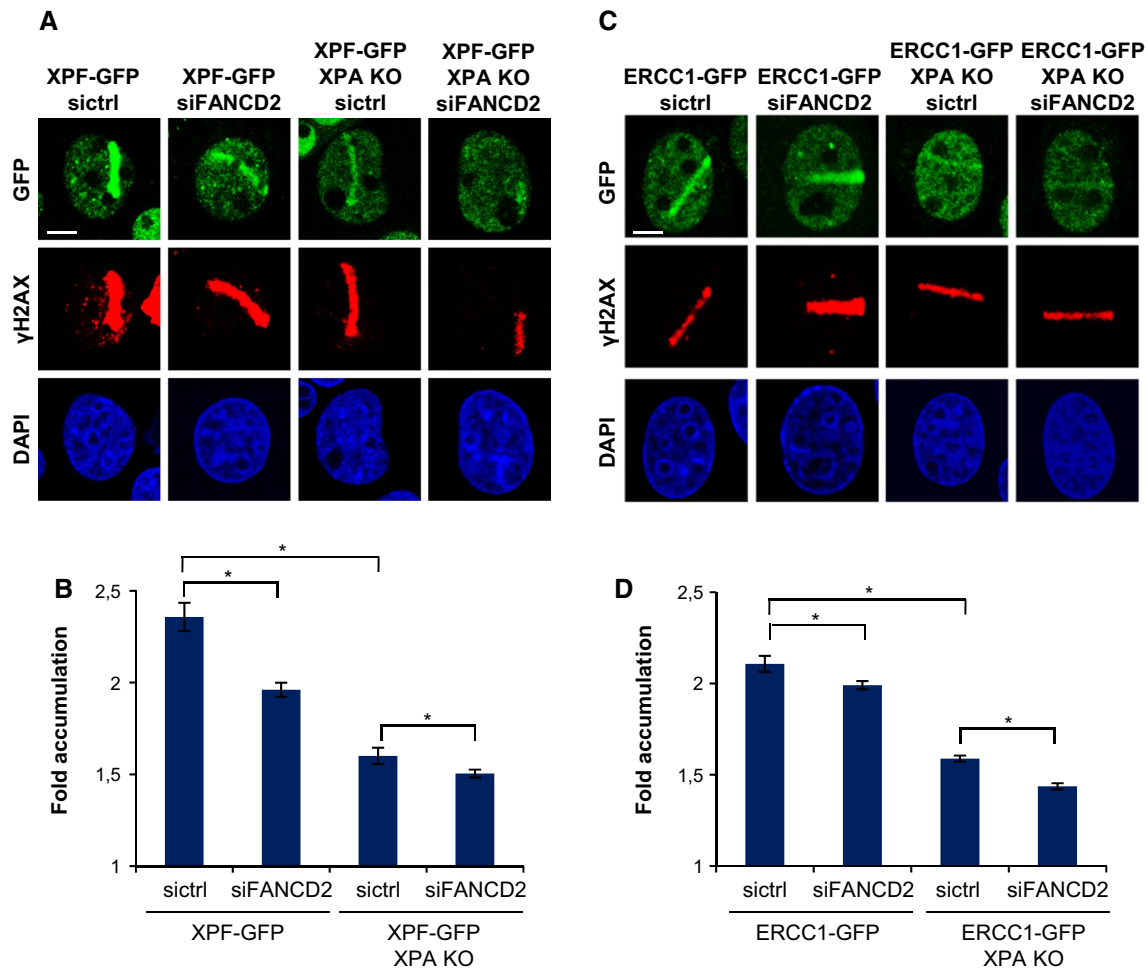 A
XPF-GFP
sictrl
XPF-GFP
siFANCD2
XPF-GFP
XPA KO
sictrl
XPF-GFP
XPA KO
siFANCD2
GFP
γH2AX
DAPI
B
Fold accumulation
2,5
2
1,5
1
*
*
*
sictrl
siFANCD2
sictrl
siFANCD2
XPF-GFP
XPF-GFP
XPA KO
C
ERCC1-GFP
sictrl
ERCC1-GFP
siFANCD2
ERCC1-GFP
XPA KO
sictrl
ERCC1-GFP
XPA KO
siFANCD2
GFP
γH2AX
DAPI
D
Fold accumulation
2,5
2
1,5
1
*
*
*
sictrl
siFANCD2
sictrl
siFANCD2
ERCC1-GFP
ERCC1-GFP
XPA KO